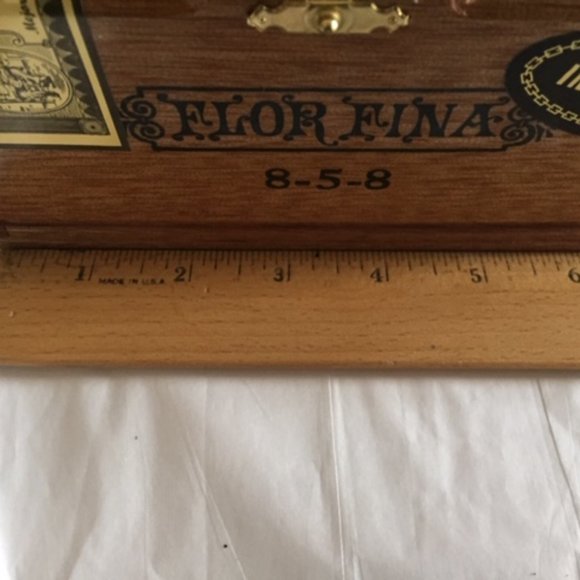 FLOR FINA
8-5-8
1 2 3 4 5 6
MADE IN U.S.A.